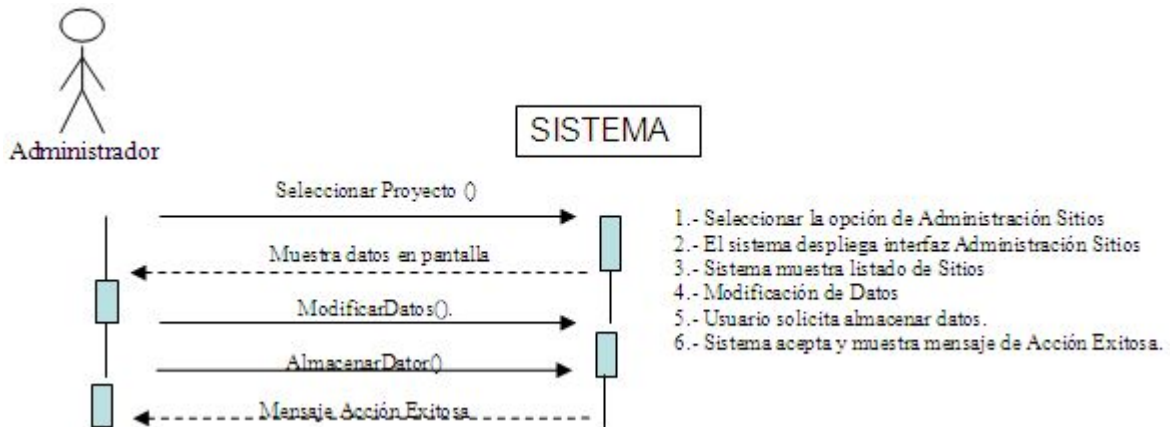 Administrador
SISTEMA
Seleccionar Proyecto ()
Muestra datos en pantalla
ModificarDatos().
AlmacenarDator()
Mensaje Acción Exitosa
1.- Seleccionar la opción de Administración Sitios
2.- El sistema despliega interfaz Administración Sitios
3.- Sistema muestra listado de Sitios
4.- Modificación de Datos
5.- Usuario solicita almacenar datos.
6.- Sistema acepta y muestra mensaje de Acción Exitosa.